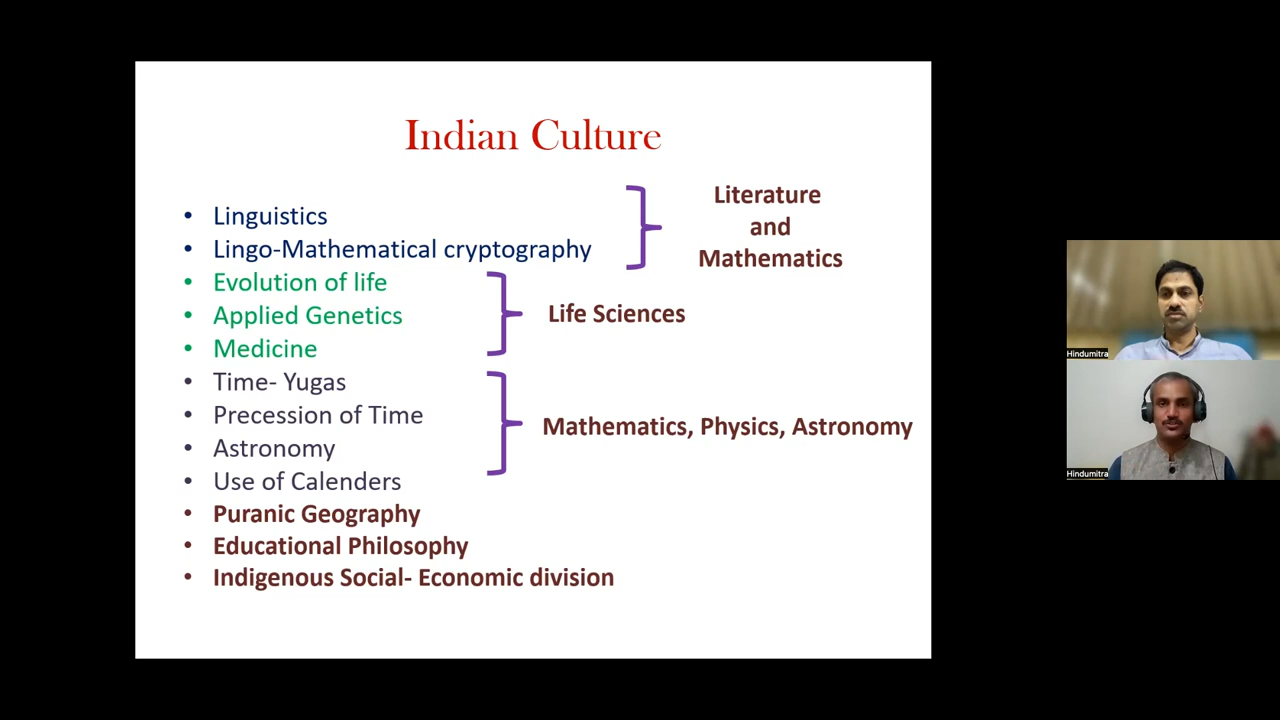 Indian Culture
• Linguistics
• Lingo-Mathematical cryptography
Literature
and
Mathematics
• Evolution of life
• Applied Genetics
• Medicine
Life Sciences
• Time- Yugas
• Precession of Time
• Astronomy
• Use of Calenders
Mathematics, Physics, Astronomy
• Puranic Geography
• Educational Philosophy
• Indigenous Social- Economic division
Hindumitra
Hindumitra